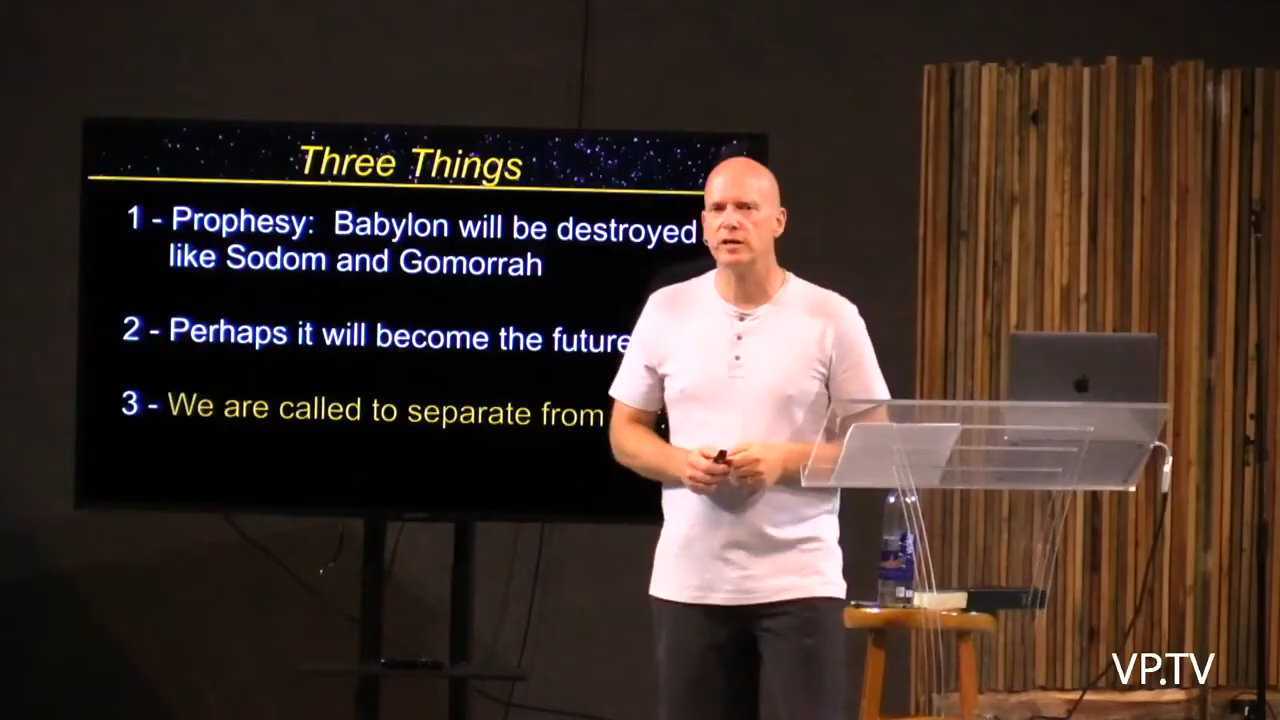 Three Things
1 - Prophesy: Babylon will be destroyed
like Sodom and Gomorrah
2 - Perhaps it will become the future
3 - We are called to separate from
VP.TV